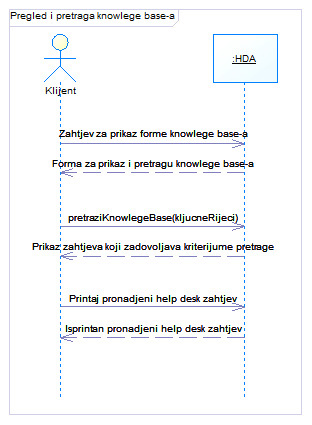 Pregled i pretraga knowlege base-a
Klijent
:HDA
Zahtjev za prikaz forme knowlege base-a
Forma za prikaz i pretragu knowlege base-a
pretraziKnowlegeBase(kljucneRijeci)
Prikaz zahtjeva koji zadovoljava kriterijume pretrage
Printaj pronadjeni help desk zahtjev
Isprintan pronadjeni help desk zahtjev